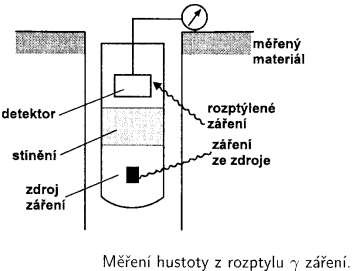 měřený
materiál
detektor
rozptýlené
záření
stínění
záření
ze zdroje
zdroj
záření
Měření hustoty z rozptylu γ záření.